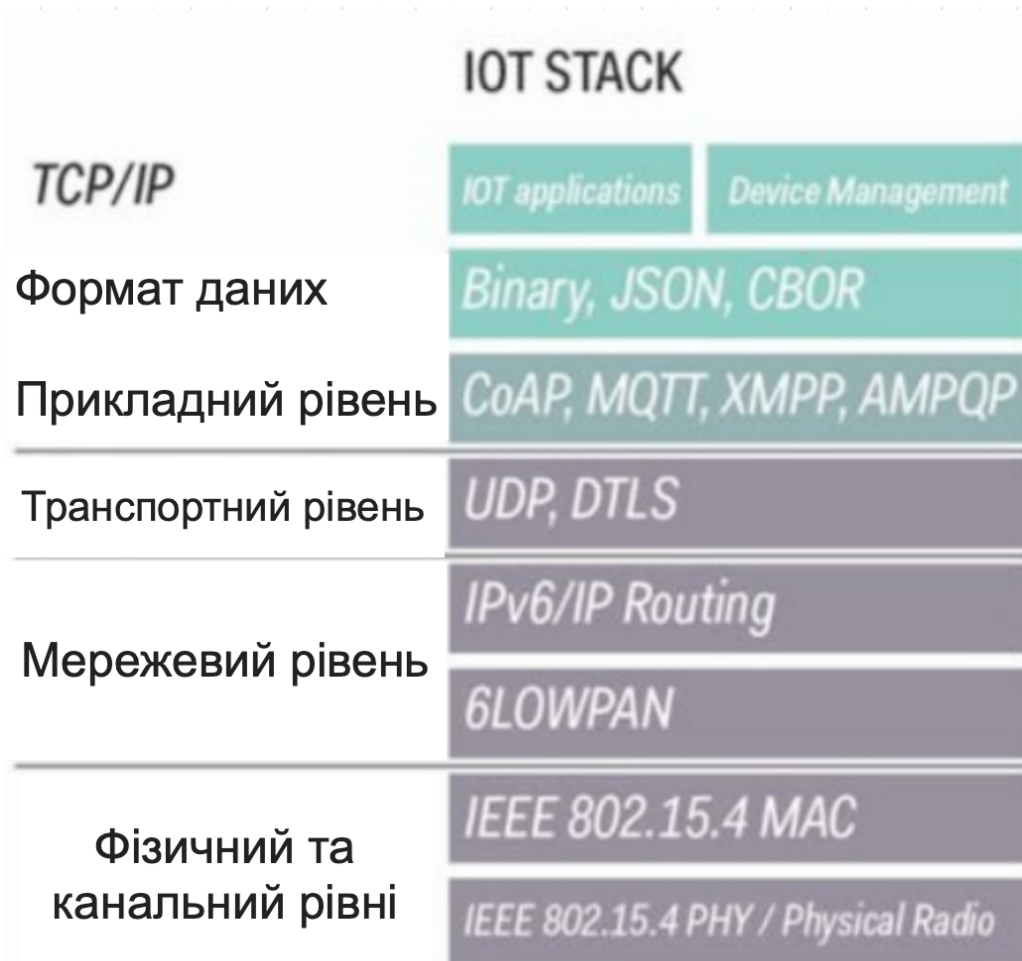 IOT STACK
TCP/IP
IOT applications
Device Management
Формат даних
Binary, JSON, CBOR
Прикладний рівень
CoAP, MQTT, XMPP, AMPQP
Транспортний рівень
UDP, DTLS
Мережевий рівень
IPv6/IP Routing
6LOWPAN
Фізичний та
канальний рівні
IEEE 802.15.4 MAC
IEEE 802.15.4 PHY / Physical Radio